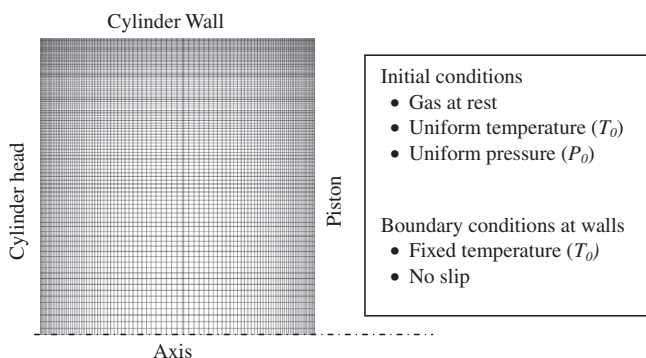 Cylinder Wall
Cylinder head
Piston
Axis
Initial conditions
• Gas at rest
• Uniform temperature (T₀)
• Uniform pressure (P₀)
Boundary conditions at walls
• Fixed temperature (T₀)
• No slip